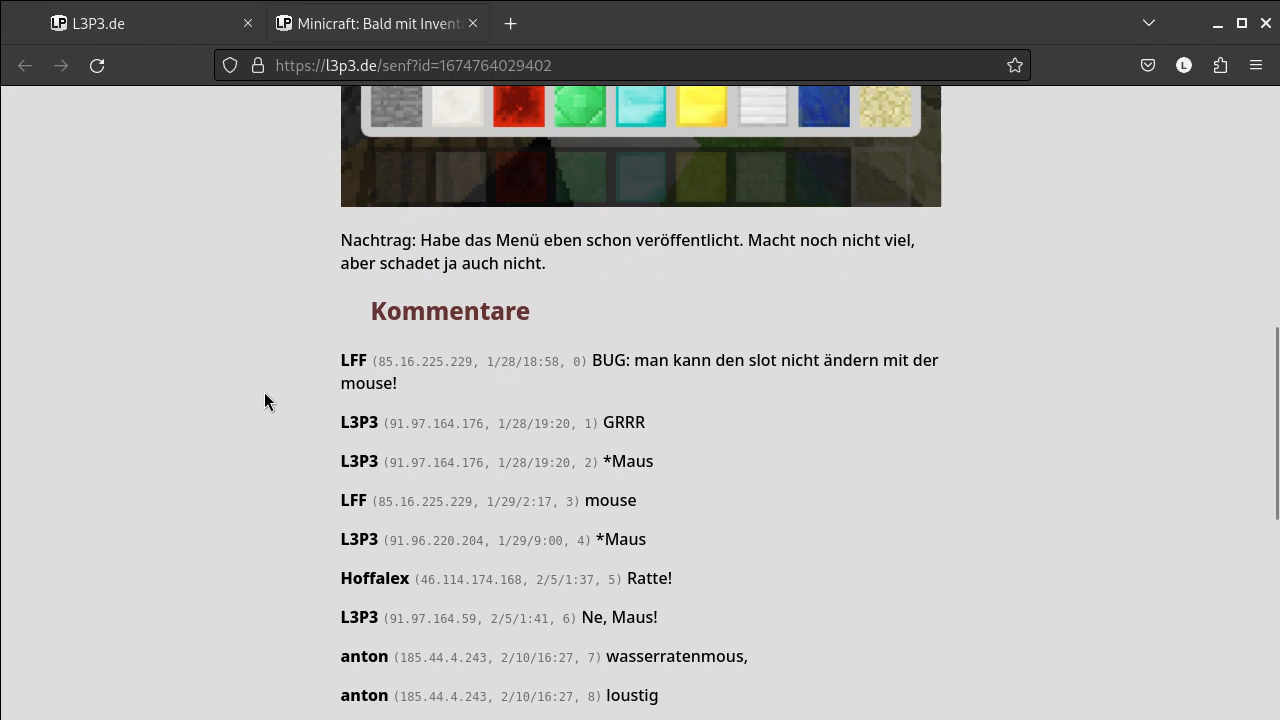 L3P3.de
Minicraft: Bald mit Invent
https://l3p3.de/senf?id=1674764029402
L
Nachtrag: Habe das Menü eben schon veröffentlicht. Macht noch nicht viel,
aber schadet ja auch nicht.
Kommentare
LFF (85.16.225.229, 1/28/18:58, 0) BUG: man kann den slot nicht ändern mit der
mouse!
L3P3 (91.97.164.176, 1/28/19:20, 1) GRRR
L3P3 (91.97.164.176, 1/28/19:20, 2) *Maus
LFF (85.16.225.229, 1/29/2:17, 3) mouse
L3P3 (91.96.220.204, 1/29/9:00, 4) *Maus
Hoffalex (46.114.174.168, 2/5/1:37, 5) Ratte!
L3P3 (91.97.164.59, 2/5/1:41, 6) Ne, Maus!
anton (185.44.4.243, 2/10/16:27, 7) wasserratenmous,
anton (185.44.4.243, 2/10/16:27, 8) loustig